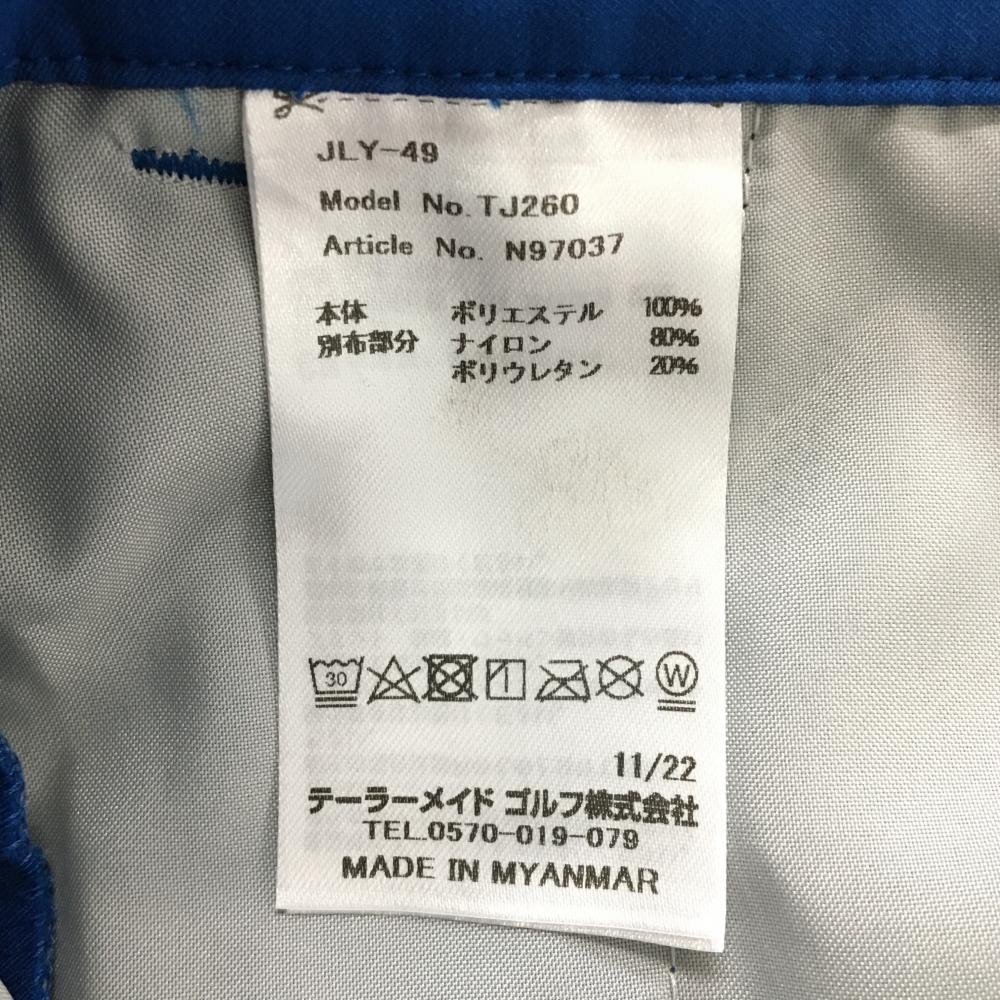 JLY-49
Model No. TJ260
Article No. N97037
本体 ポリエステル 100%
別布部分 ナイロン 80%
ポリウレタン 20%
30
W
11/22
テーラーメイド ゴルフ株式会社
TEL.0570-019-079
MADE IN MYANMAR